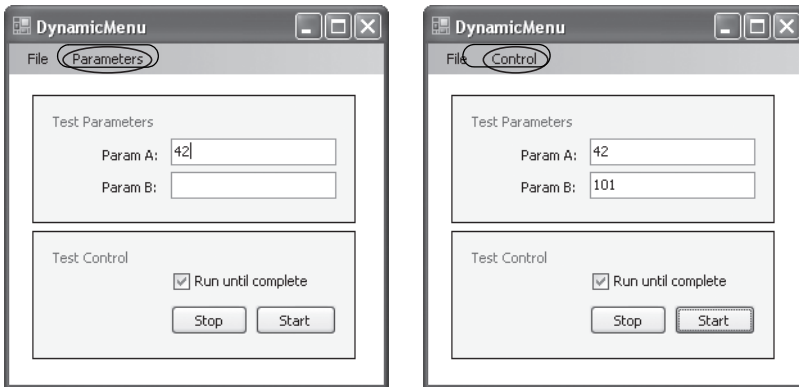 DynamicMenu
File Parameters
Test Parameters
Param A: 42
Param B:
Test Control
Run until complete
Stop Start
DynamicMenu
File Control
Test Parameters
Param A: 42
Param B: 101
Test Control
Run until complete
Stop Start